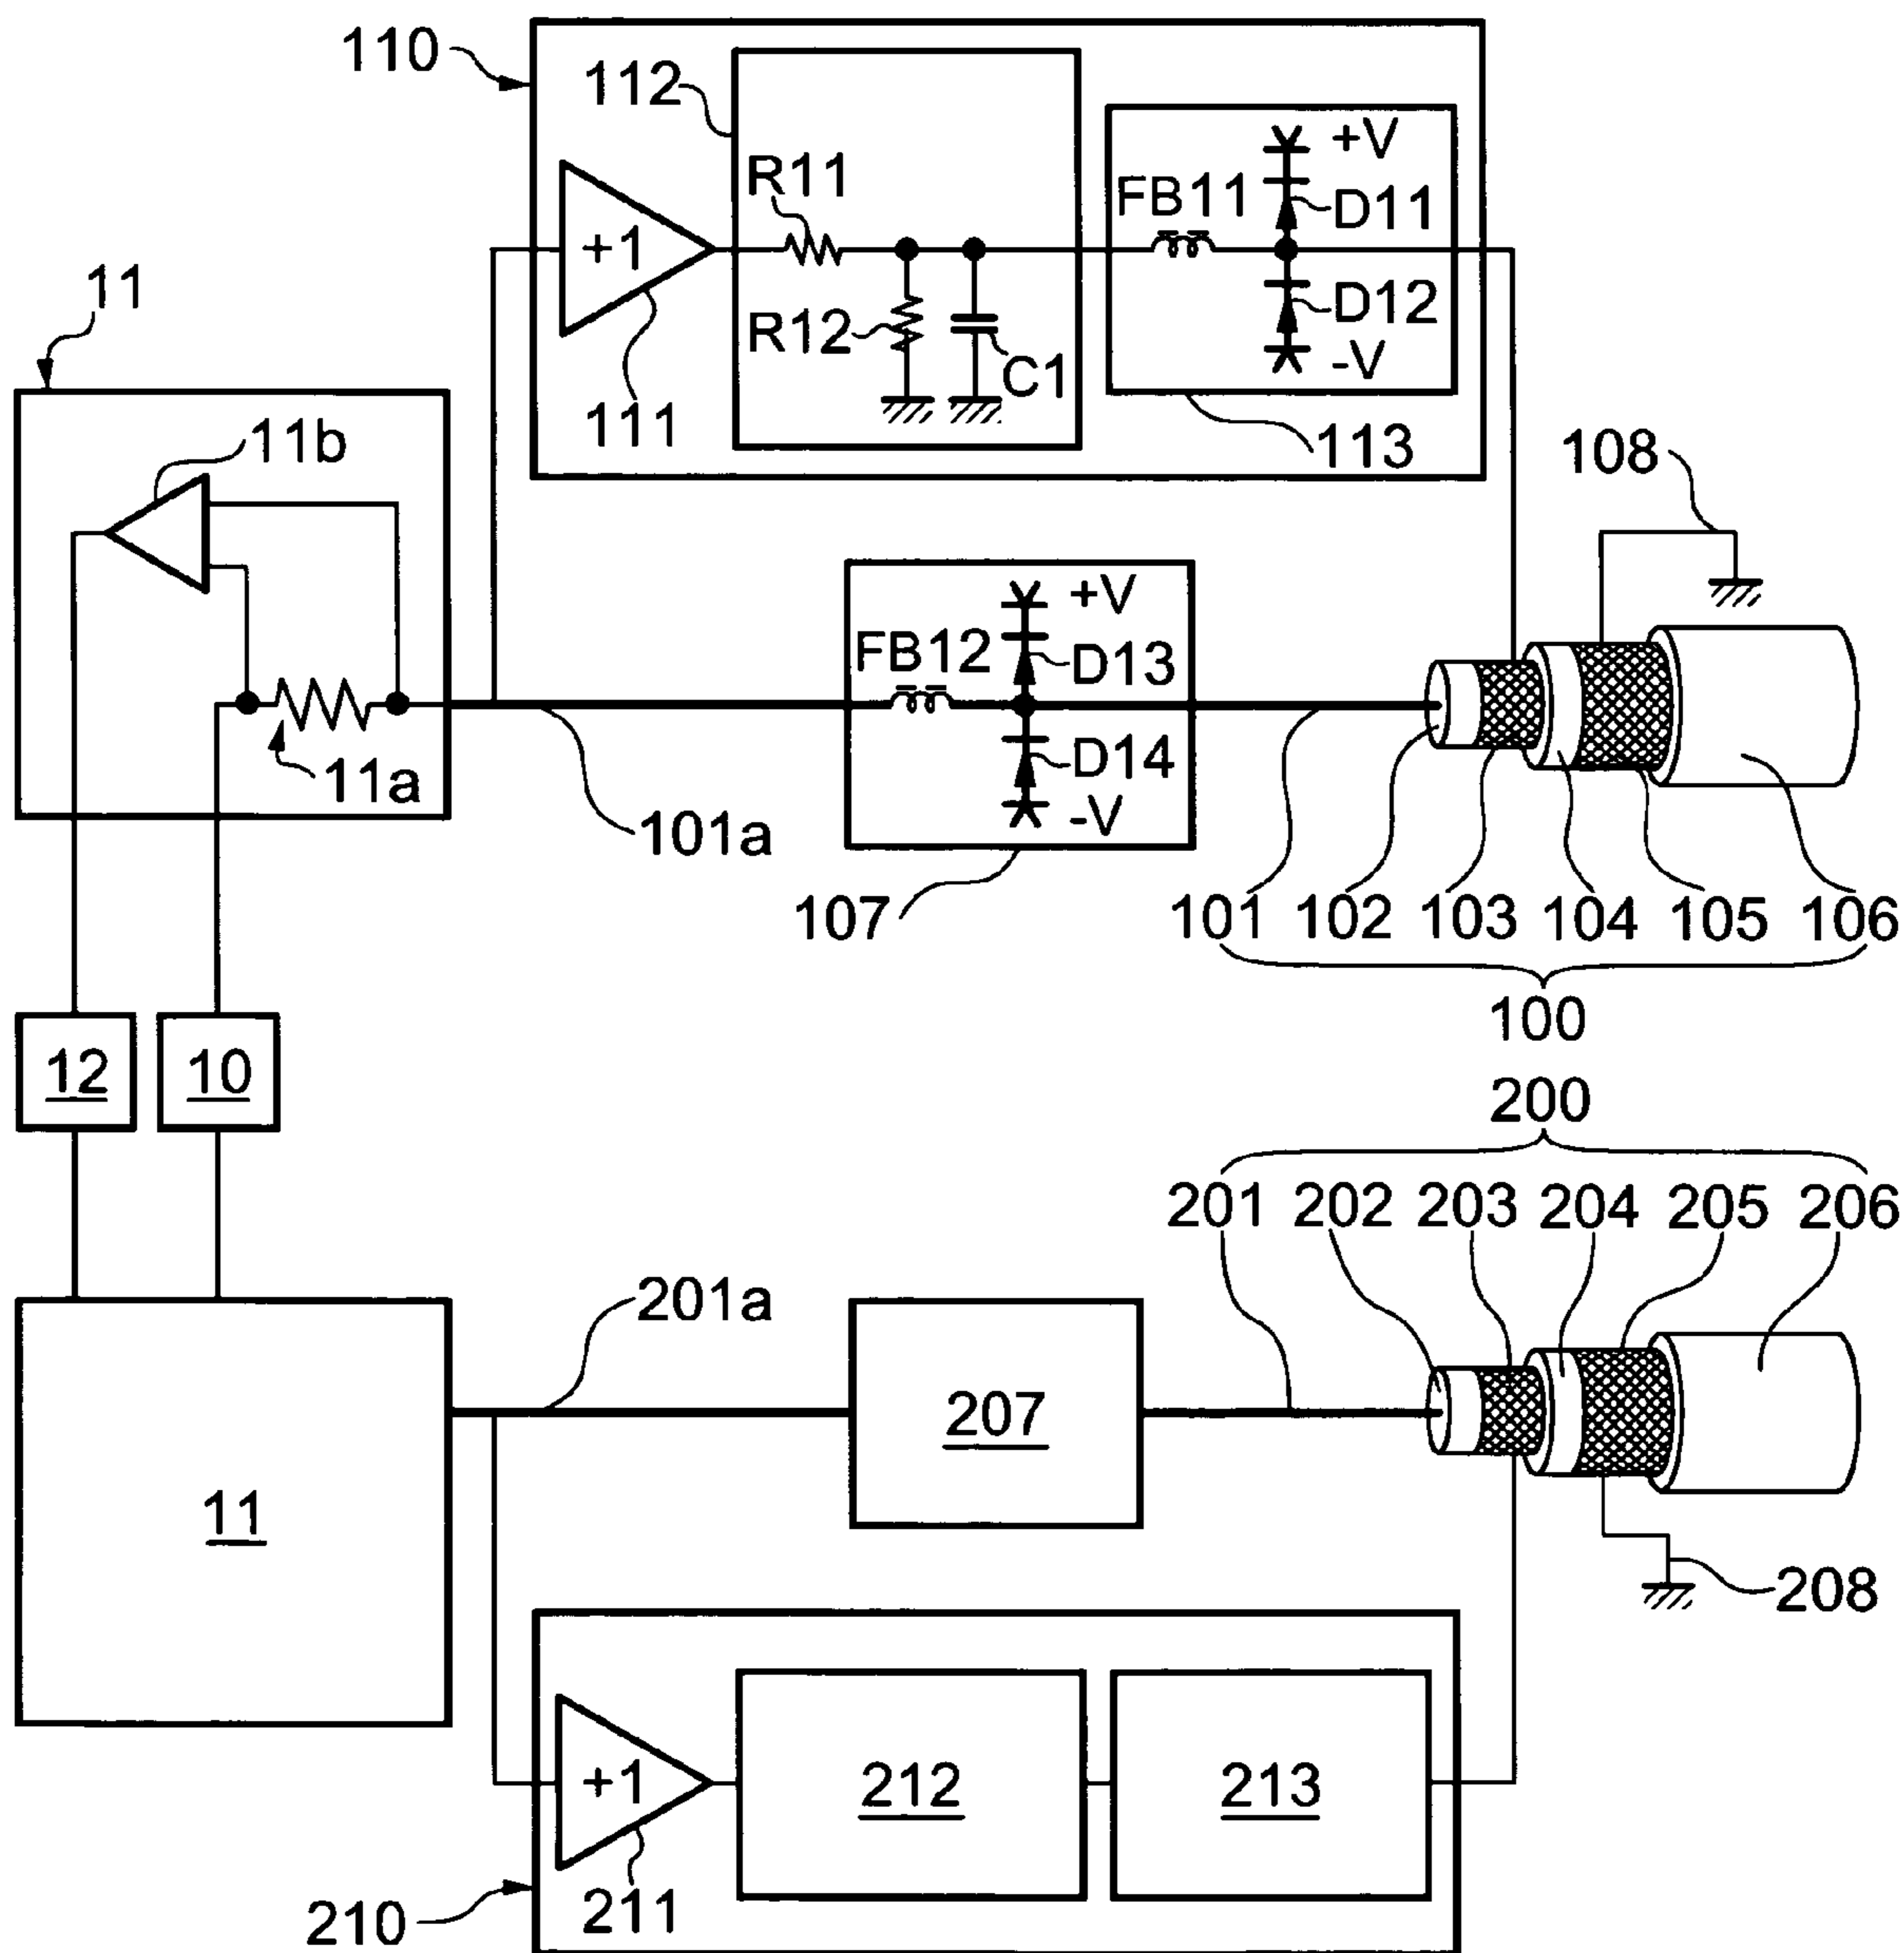 110
112
R11
+1
R12
C1
111
FB11
+V
D11
D12
-V
113
11
11b
11a
101a
FB12
+V
D13
D14
-V
107
108
101 102 103 104 105 106
100
12
10
200
201 202 203 204 205 206
201a
11
207
208
+1
212
213
211
210